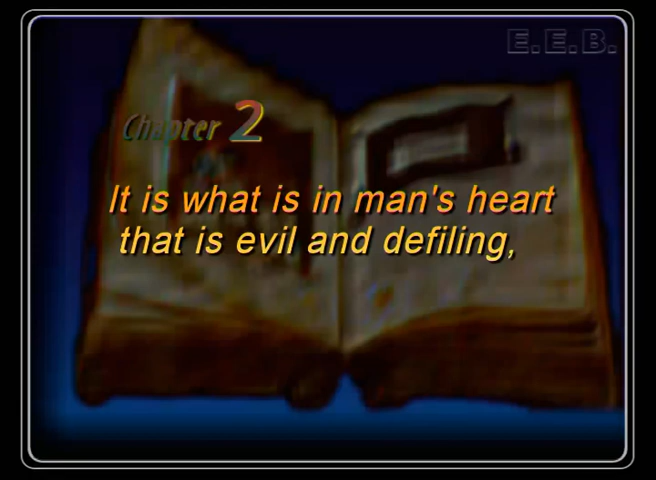 E.E.B.
Chapter 2
It is what is in man's heart
that is evil and defiling,